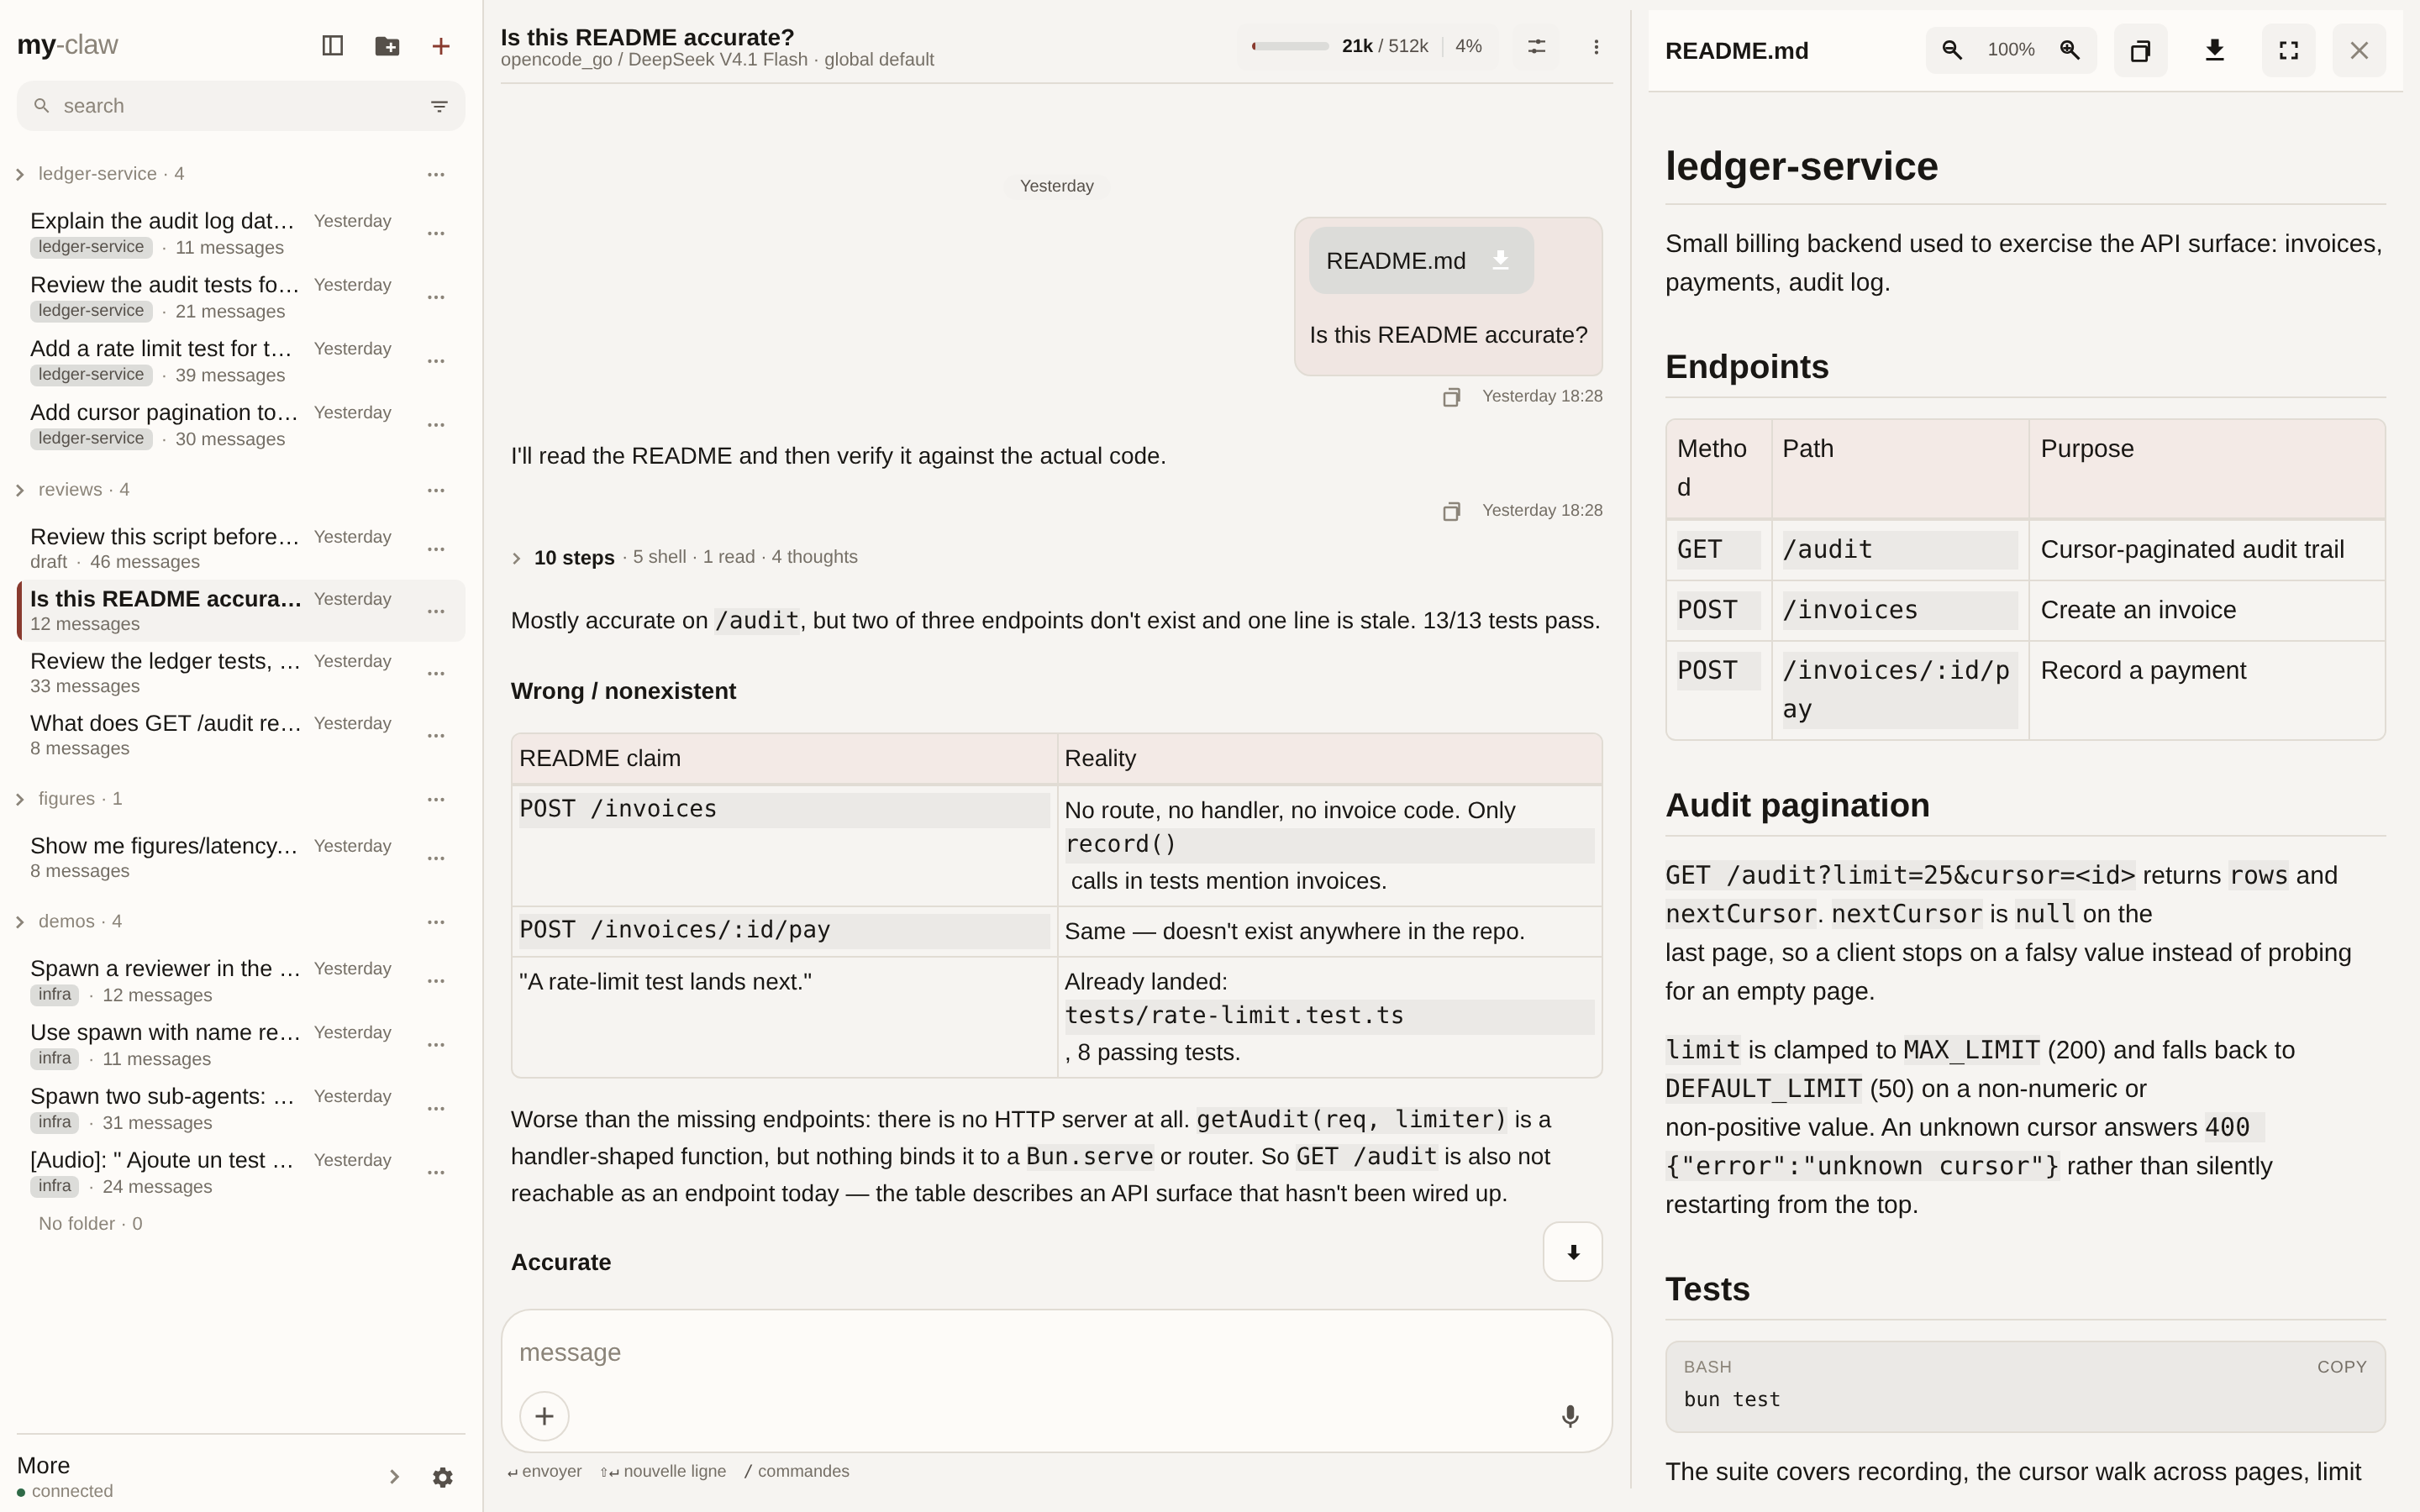 my-claw
search
ledger-service · 4
Explain the audit log dat… Yesterday
ledger-service · 11 messages
Review the audit tests fo… Yesterday
ledger-service · 21 messages
Add a rate limit test for t… Yesterday
ledger-service · 39 messages
Add cursor pagination to… Yesterday
ledger-service · 30 messages
reviews · 4
Review this script before… Yesterday
draft · 46 messages
Is this README accura… Yesterday
12 messages
Review the ledger tests, … Yesterday
33 messages
What does GET /audit re… Yesterday
8 messages
figures · 1
Show me figures/latency… Yesterday
8 messages
demos · 4
Spawn a reviewer in the … Yesterday
infra · 12 messages
Use spawn with name re… Yesterday
infra · 11 messages
Spawn two sub-agents: … Yesterday
infra · 31 messages
[Audio]: " Ajoute un test … Yesterday
infra · 24 messages
No folder · 0
More
connected
Is this README accurate?
opencode_go / DeepSeek V4.1 Flash · global default
21k / 512k 4%
Yesterday
README.md
Is this README accurate?
Yesterday 18:28
I'll read the README and then verify it against the actual code.
Yesterday 18:28
10 steps · 5 shell · 1 read · 4 thoughts
Mostly accurate on /audit, but two of three endpoints don't exist and one line is stale. 13/13 tests pass.
Wrong / nonexistent
README claim Reality
POST /invoices No route, no handler, no invoice code. Only
record()
calls in tests mention invoices.
POST /invoices/:id/pay Same — doesn't exist anywhere in the repo.
"A rate-limit test lands next." Already landed:
tests/rate-limit.test.ts
, 8 passing tests.
Worse than the missing endpoints: there is no HTTP server at all. getAudit(req, limiter) is a
handler-shaped function, but nothing binds it to a Bun.serve or router. So GET /audit is also not
reachable as an endpoint today — the table describes an API surface that hasn't been wired up.
Accurate
message
↵ envoyer ⇧↵ nouvelle ligne / commandes
README.md
100%
ledger-service
Small billing backend used to exercise the API surface: invoices,
payments, audit log.
Endpoints
Metho Path Purpose
d
GET /audit Cursor-paginated audit trail
POST /invoices Create an invoice
POST /invoices/:id/p Record a payment
ay
Audit pagination
GET /audit?limit=25&cursor=<id> returns rows and
nextCursor. nextCursor is null on the
last page, so a client stops on a falsy value instead of probing
for an empty page.
limit is clamped to MAX_LIMIT (200) and falls back to
DEFAULT_LIMIT (50) on a non-numeric or
non-positive value. An unknown cursor answers 400
{"error":"unknown cursor"} rather than silently
restarting from the top.
Tests
BASH COPY
bun test
The suite covers recording, the cursor walk across pages, limit